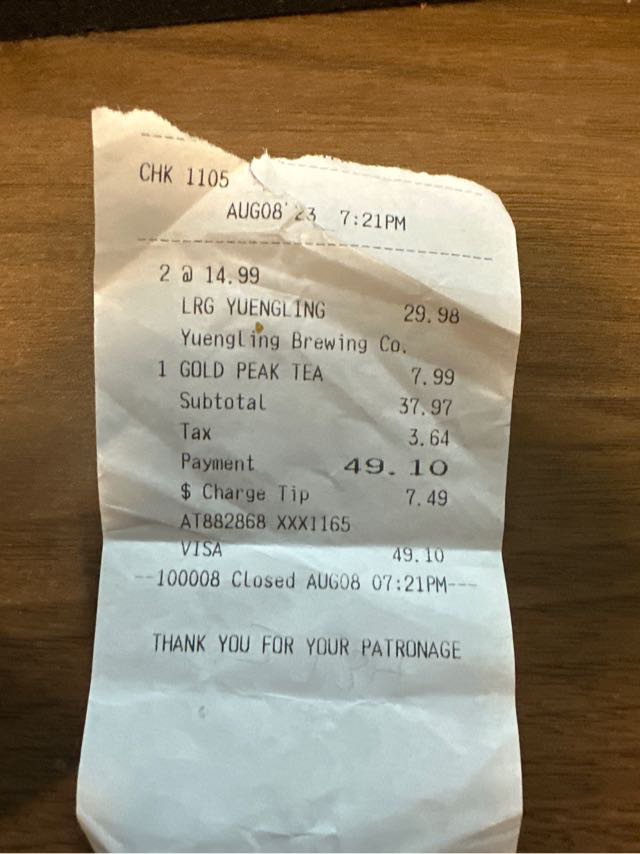 CHK 1105
AUG08'23 7:21PM
2 @ 14.99
LRG YUENGLING 29.98
Yuengling Brewing Co.
1 GOLD PEAK TEA 7.99
Subtotal 37.97
Tax 3.64
Payment 49.10
$ Charge Tip 7.49
AT882868 XXX1165
VISA 49.10
--100008 Closed AUG08 07:21PM---
THANK YOU FOR YOUR PATRONAGE